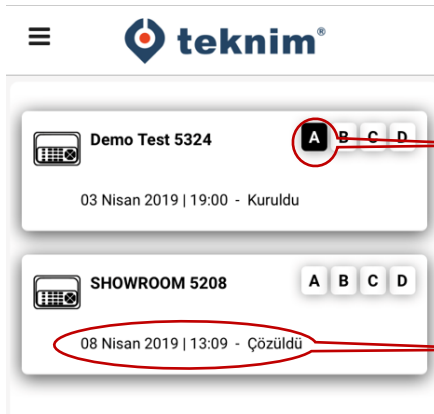 teknim®
Demo Test 5324 A B C D
03 Nisan 2019 | 19:00 - Kuruldu
SHOWROOM 5208 A B C D
08 Nisan 2019 | 13:09 - Çözüldü